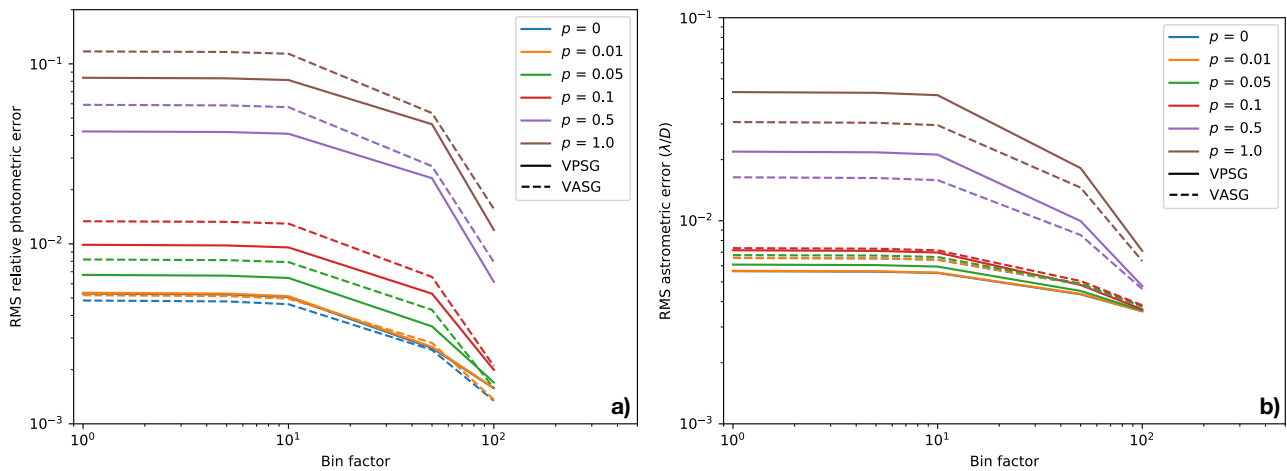 RMS relative photometric error
10⁻¹
10⁻²
10⁻³
10⁰
10¹
10²
Bin factor
p = 0
p = 0.01
p = 0.05
p = 0.1
p = 0.5
p = 1.0
VPSG
VASG
a)
RMS astrometric error (λ/D)
10⁻¹
10⁻²
10⁻³
10⁰
10¹
10²
Bin factor
p = 0
p = 0.01
p = 0.05
p = 0.1
p = 0.5
p = 1.0
VPSG
VASG
b)